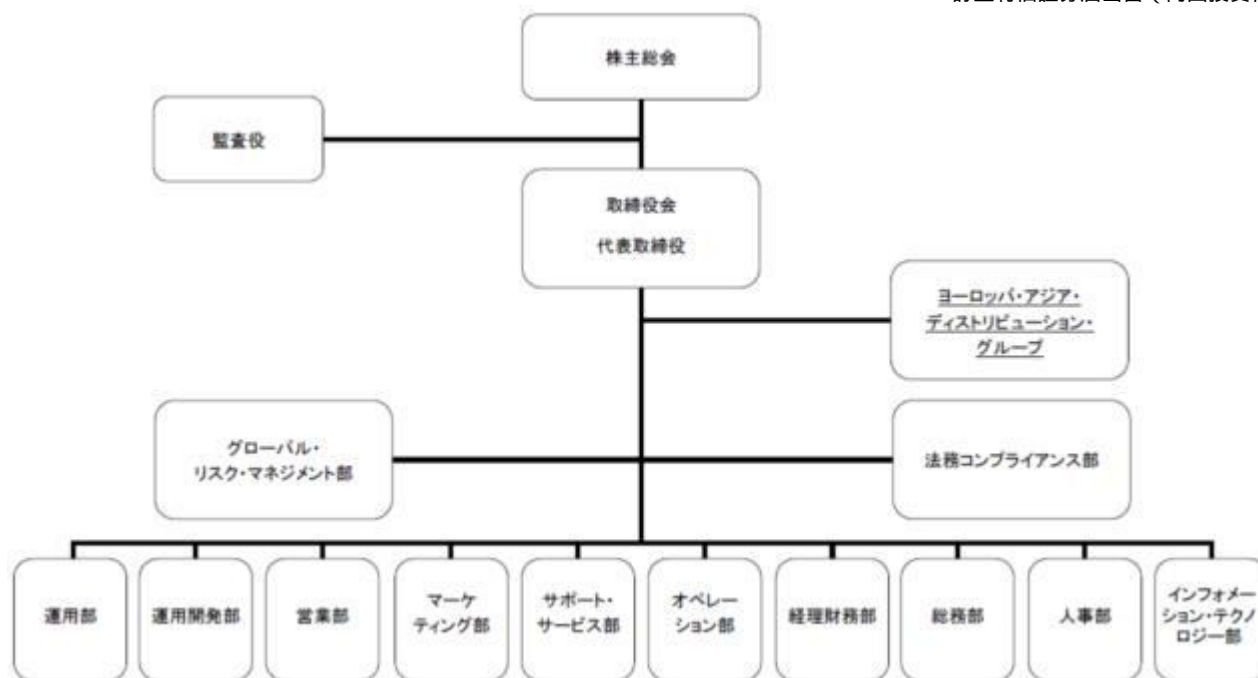 株主総会
監査役
取締役会
代表取締役
ヨーロッパ・アジア・
ディストリビューション・
グループ
グローバル・
リスク・マネジメント部
法務コンプライアンス部
運用部
運用開発部
営業部
マーケ
ティング部
サポート・
サービス部
オペレー
ション部
経理財務部
総務部
人事部
インフォメー
ション・テクノ
ロジー部